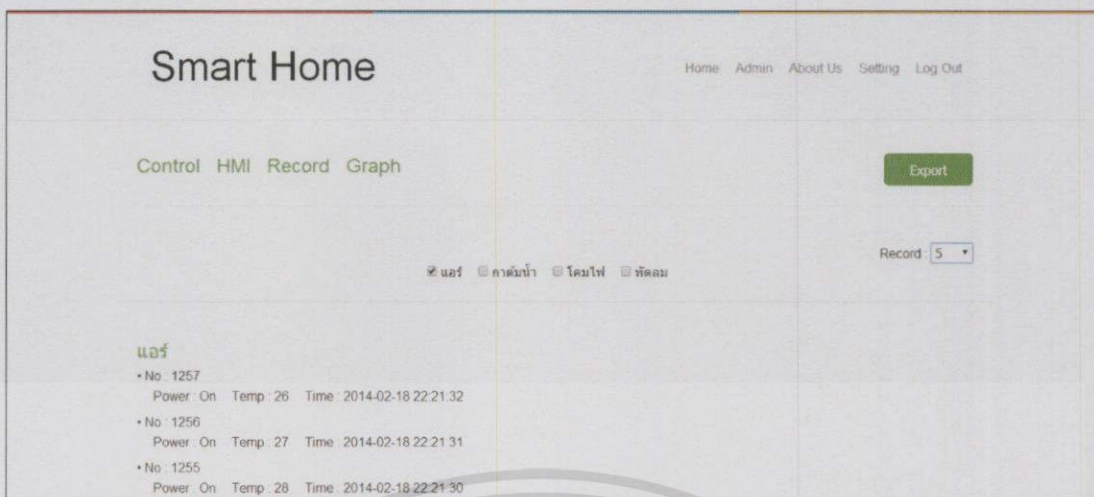 Smart Home
Home Admin About Us Setting Log Out
Control HMI Record Graph
Export
Record : 5
แอร์ กาต้มน้ำ โคมไฟ พัดลม
แอร์
• No : 1257
Power : On Temp : 26 Time : 2014-02-18 22:21:32
• No : 1256
Power : On Temp : 27 Time : 2014-02-18 22:21:31
• No : 1255
Power : On Temp : 28 Time : 2014-02-18 22:21:30